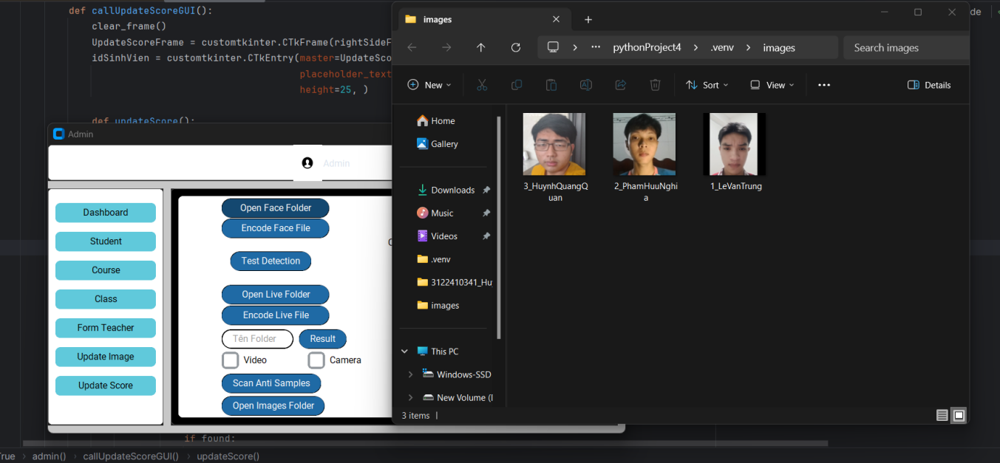 def callUpdateScoreGUI():
clear_frame()
UpdateScoreFrame = customtkinter.CTkFrame(rightSideF
idSinhVien = customtkinter.CTkEntry(master=UpdateSco
placeholder_text
height=25, )
def updateScore():
images
de
pythonProject4 > .venv > images
Search images
New
Sort
View
Details
Home
Gallery
Downloads
Music
Videos
.venv
3122410341_Hu
images
This PC
Windows-SSD
New Volume (
3_HuynhQuangQ
uan
2_PhamHuuNghi
a
1_LeVanTrung
3 items
Admin
Admin
Dashboard
Student
Course
Class
Form Teacher
Update Image
Update Score
Open Face Folder
Encode Face File
Test Detection
Open Live Folder
Encode Live File
Tên Folder
Result
Video
Camera
Scan Anti Samples
Open Images Folder
if found:
True > admin() > callUpdateScoreGUI() > updateScore()